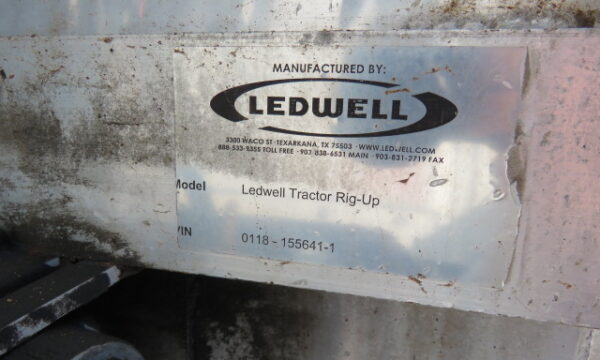 MANUFACTURED BY:
LEDWELL
3300 WACO ST · TEXARKANA, TX 75503 · WWW.LEDWELL.COM
888-533-9355 TOLL FREE · 903-838-6531 MAIN · 903-831-2719 FAX
Model Ledwell Tractor Rig-Up
VIN 0118 - 155641-1